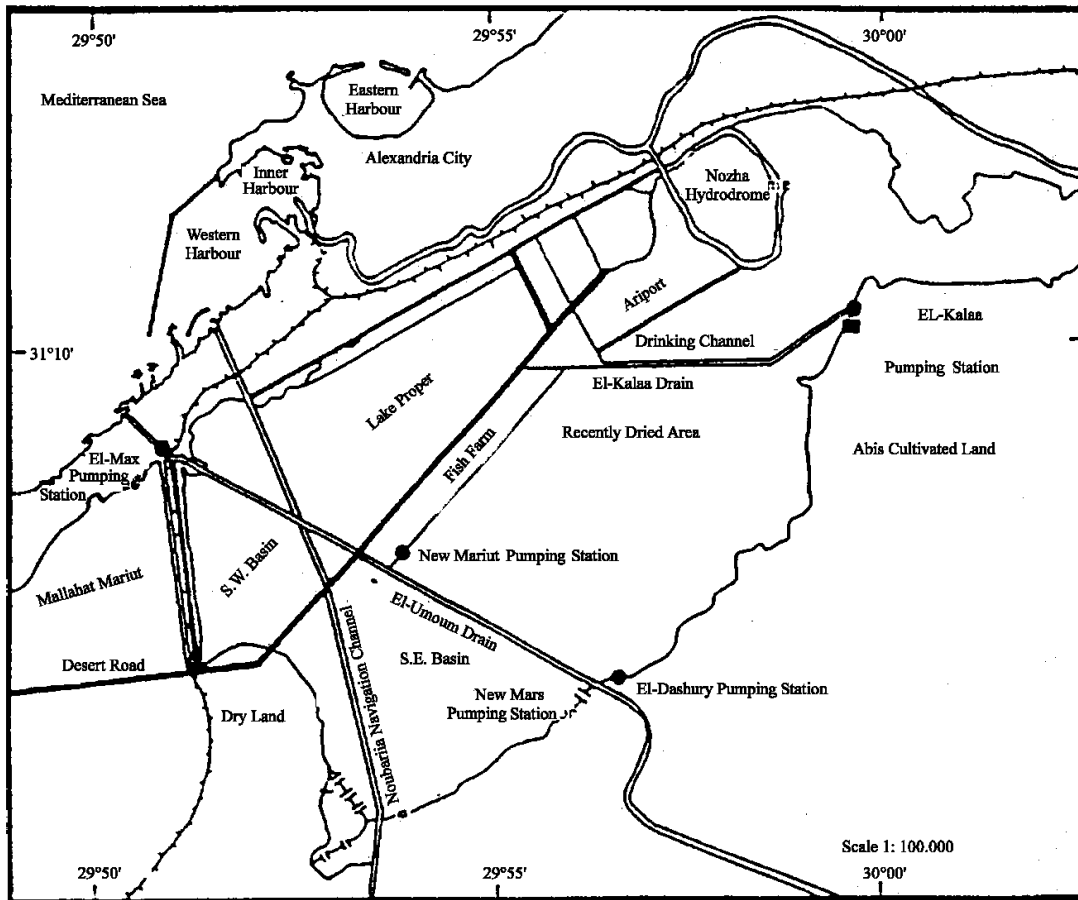 29°50'
29°55'
30°00'
Mediterranean Sea
Eastern
Harbour
Alexandria City
Inner
Harbour
Nozha
Hydrodrome
Western
Harbour
Ariport
EL-Kalaa
Drinking Channel
31°10'
Pumping Station
El-Kalaa Drain
Lake Proper
Recently Dried Area
Abis Cultivated Land
Fish Farm
El-Max
Pumping
Station
New Mariut Pumping Station
S.W. Basin
Mallahat Mariut
El-Umoum Drain
S.E. Basin
Desert Road
El-Dashury Pumping Station
New Mars
Pumping Station
Dry Land
Noubariia Navigation Channel
Scale 1: 100.000
29°50'
29°55'
30°00'